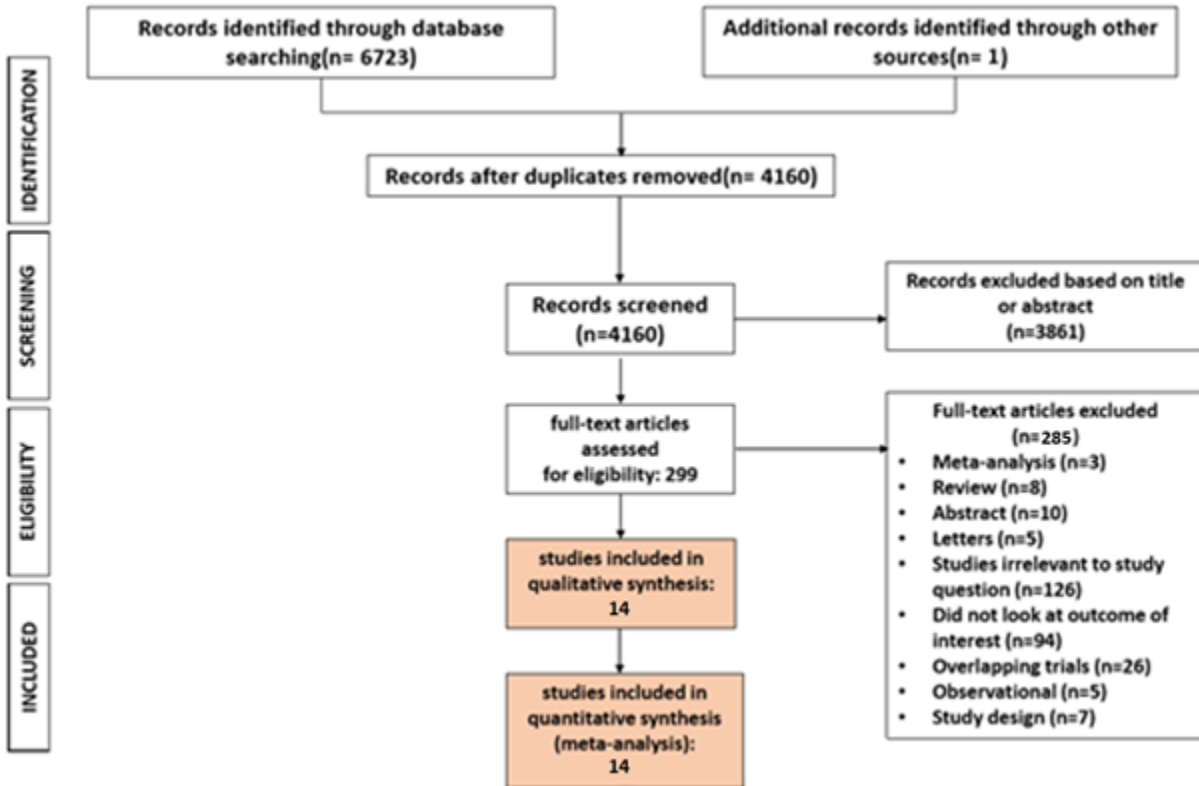 Records identified through database
searching(n= 6723)
Additional records identified through other
sources(n= 1)
IDENTIFICATION
Records after duplicates removed(n= 4160)
SCREENING
Records screened
(n=4160)
Records excluded based on title
or abstract
(n=3861)
ELIGIBILITY
full-text articles
assessed
for eligibility: 299
Full-text articles excluded
(n=285)
• Meta-analysis (n=3)
• Review (n=8)
• Abstract (n=10)
• Letters (n=5)
• Studies irrelevant to study
question (n=126)
• Did not look at outcome of
interest (n=94)
• Overlapping trials (n=26)
• Observational (n=5)
• Study design (n=7)
studies included in
qualitative synthesis:
14
INCLUDED
studies included in
quantitative synthesis
(meta-analysis):
14